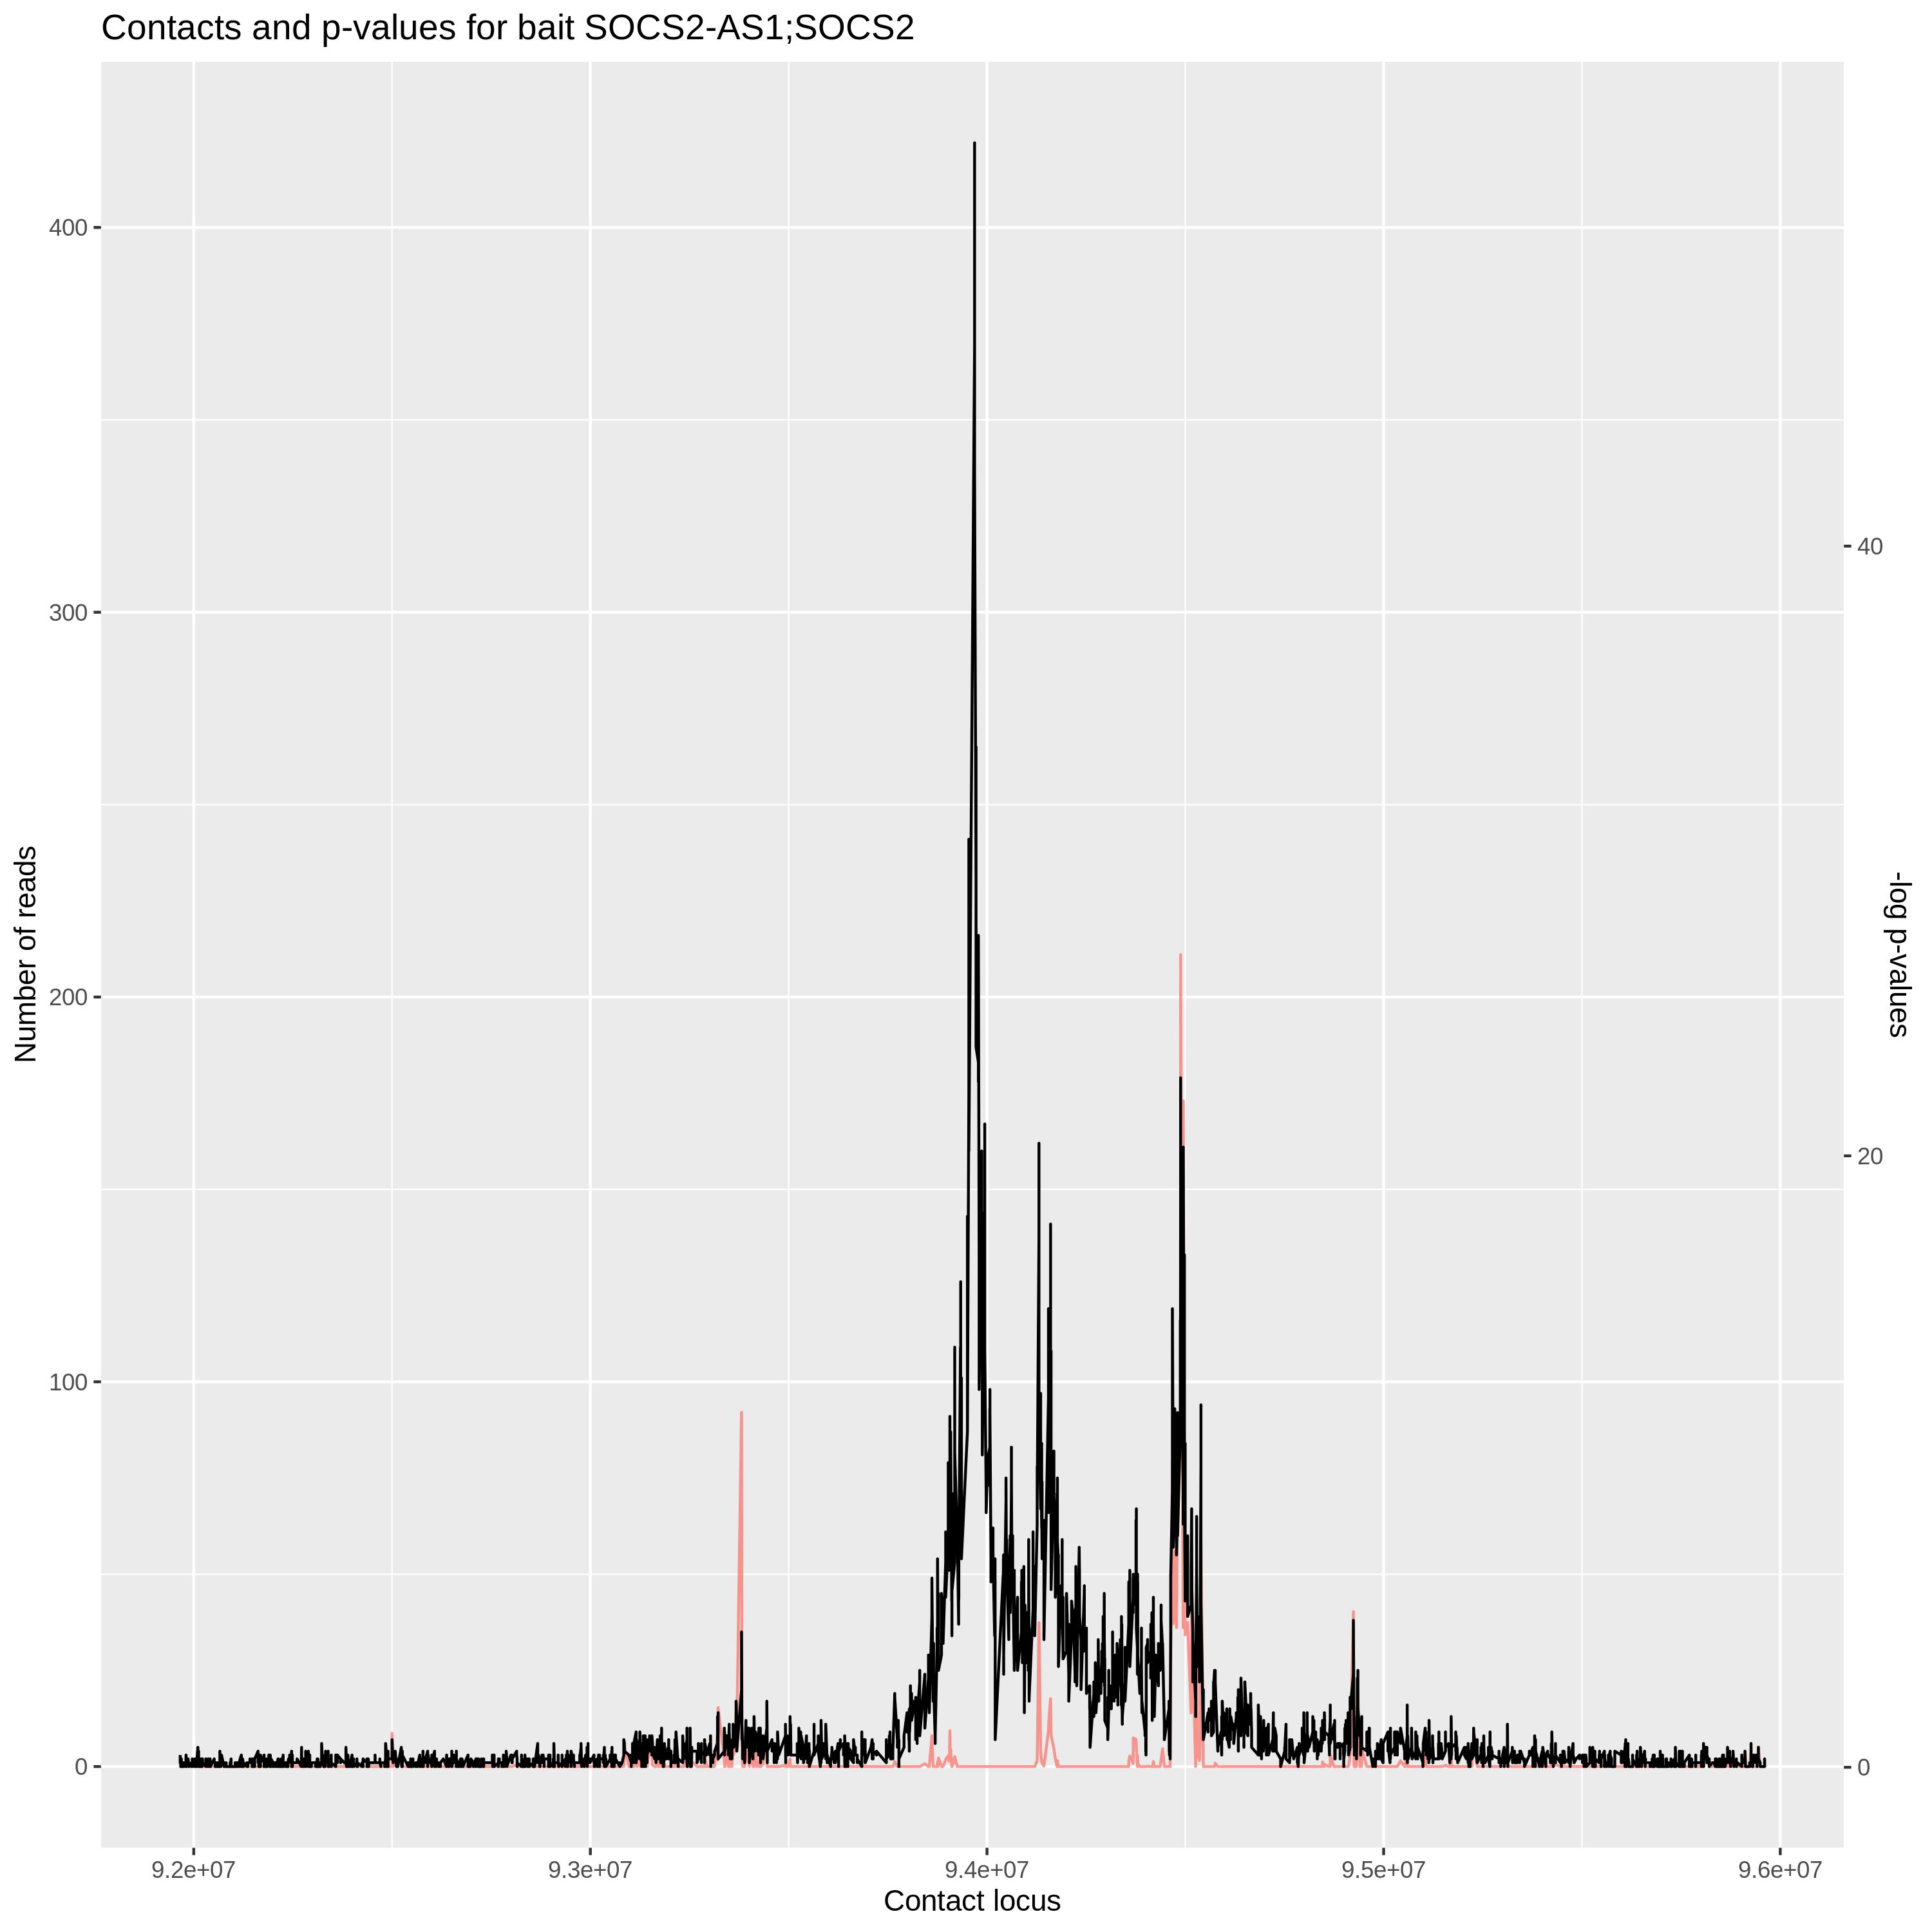 Contacts and p-values for bait SOCS2-AS1;SOCS2
400
300
200
100
0
Number of reads
40
20
0
-log p-values
9.2e+07
9.3e+07
9.4e+07
9.5e+07
9.6e+07
Contact locus